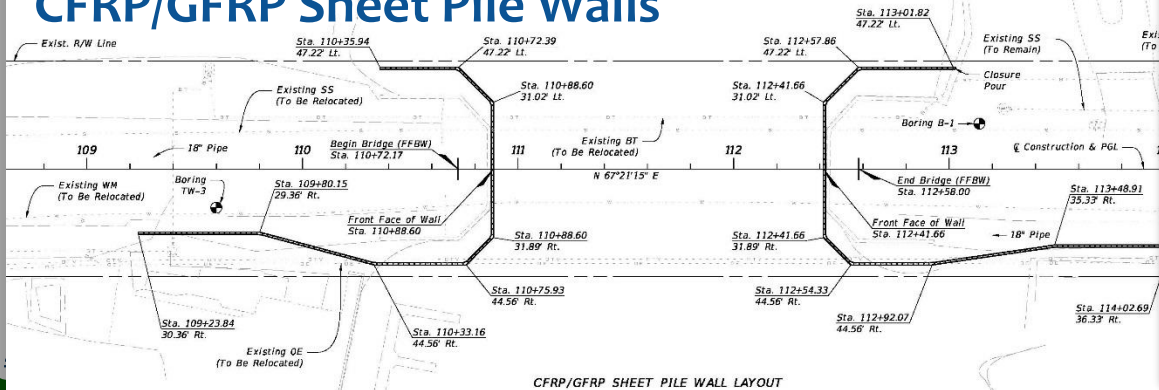 CFRP/GFRP Sheet Pile Walls
Exist. R/W Line
Sta. 110+35.94
47.22' Lt.
Sta. 110+72.39
47.22' Lt.
Sta. 112+57.86
47.22' Lt.
Sta. 113+01.82
47.22' Lt.
Existing SS
(To Remain)
(To
Closure
Pour
Existing SS
(To Be Relocated)
Sta. 110+88.60
31.02' Lt.
Sta. 112+41.66
31.02' Lt.
Boring B-1
Existing BT
(To Be Relocated)
18" Pipe
Begin Bridge (FFBW)
Sta. 110+72.17
℄ Construction & PGL
109
110
111
112
113
N 67°21'15" E
Existing WM
(To Be Relocated)
Boring
TW-3
Sta. 109+80.15
29.36' Rt.
End Bridge (FFBW)
Sta. 112+58.00
Sta. 113+48.91
35.33' Rt.
Front Face of Wall
Sta. 110+88.60
Front Face of Wall
Sta. 112+41.66
18" Pipe
Sta. 110+88.60
31.89' Rt.
Sta. 112+41.66
31.89' Rt.
Sta. 110+75.93
44.56' Rt.
Sta. 112+54.33
44.56' Rt.
Sta. 109+23.84
30.36' Rt.
Sta. 110+33.16
44.56' Rt.
Sta. 112+92.07
44.56' Rt.
Sta. 114+02.69
36.33' Rt.
Existing OE
(To Be Relocated)
CFRP/GFRP SHEET PILE WALL LAYOUT